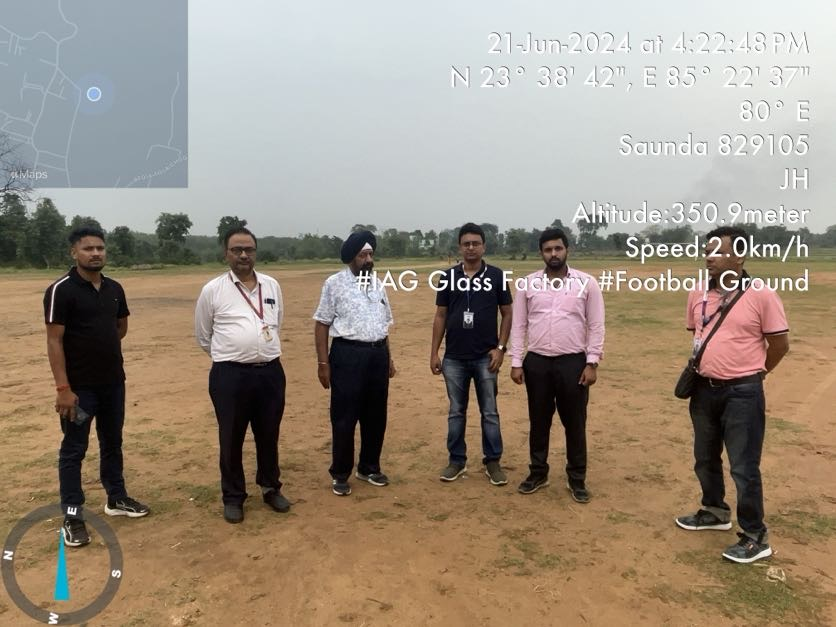 21-Jun-2024 at 4:22:48 PM
N 23° 38' 42", E 85° 22' 37"
80° E
Saunda 829105
JH
Altitude:350.9meter
Speed:2.0km/h
#IAG Glass Factory #Football Ground
Maps
N
E
S
W